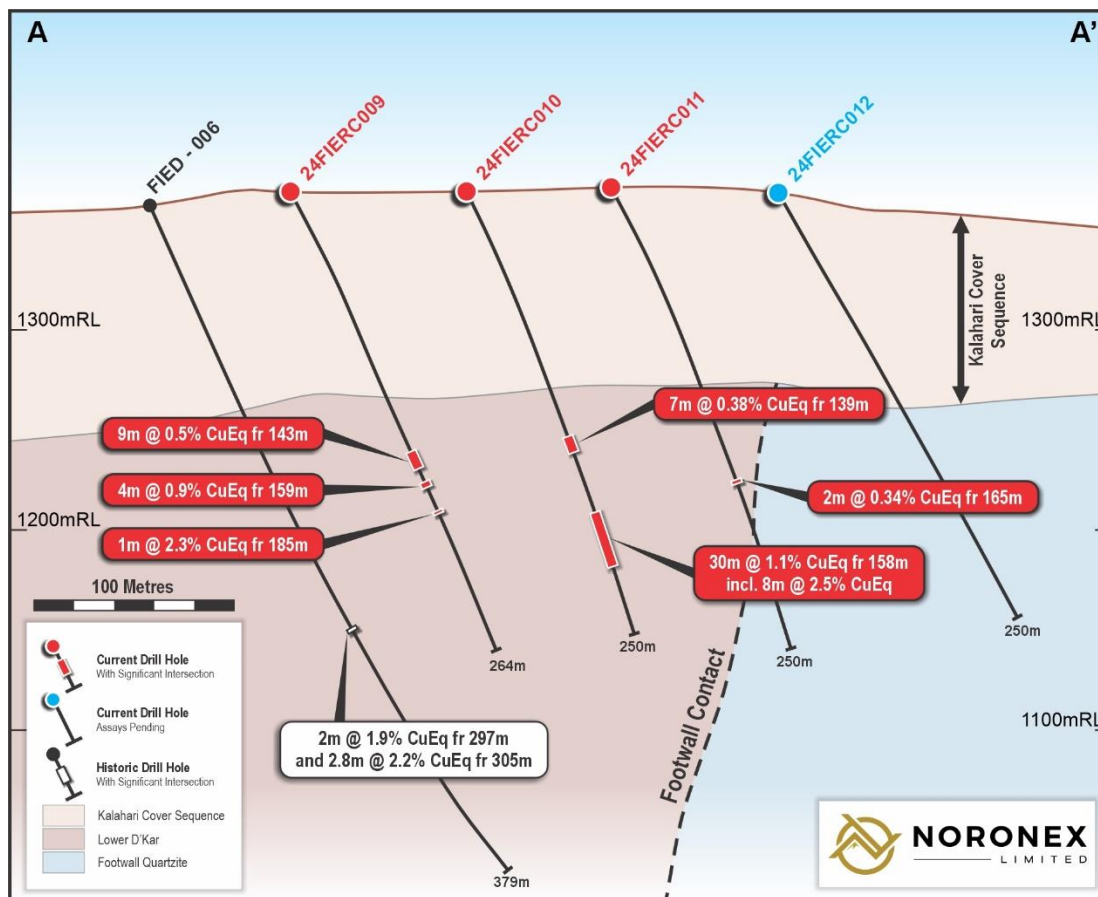 A
A'
FIED - 006
24FIERC009
24FIERC010
24FIERC011
24FIERC012
Kalahari Cover
Sequence
1300mRL
1300mRL
9m @ 0.5% CuEq fr 143m
7m @ 0.38% CuEq fr 139m
4m @ 0.9% CuEq fr 159m
2m @ 0.34% CuEq fr 165m
1200mRL
1m @ 2.3% CuEq fr 185m
30m @ 1.1% CuEq fr 158m
incl. 8m @ 2.5% CuEq
100 Metres
264m
250m
250m
250m
Current Drill Hole
With Significant Intersection
Current Drill Hole
Assays Pending
Historic Drill Hole
With Significant Intersection
Kalahari Cover Sequence
Lower D'Kar
Footwall Quartzite
2m @ 1.9% CuEq fr 297m
and 2.8m @ 2.2% CuEq fr 305m
Footwall Contact
1100mRL
379m
NORONEX
LIMITED